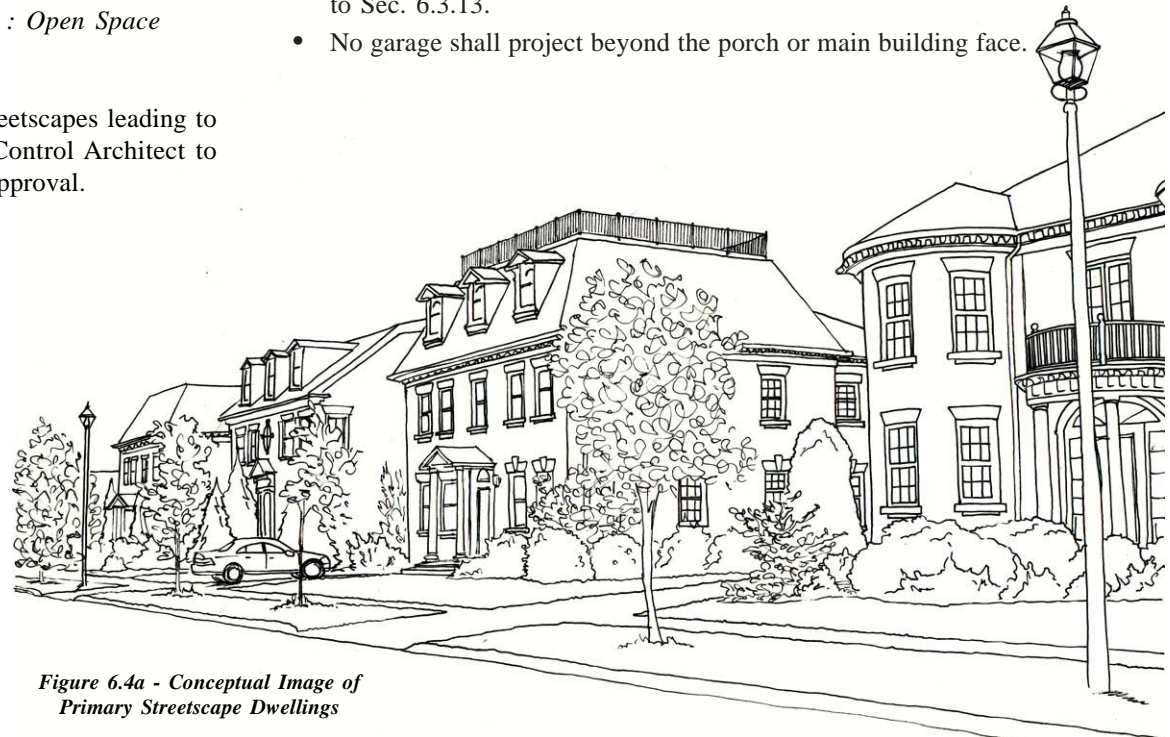 : Open Space
eetscapes leading to
Control Architect to
pproval.
to Sec. 6.3.13.
• No garage shall project beyond the porch or main building face.
Figure 6.4a - Conceptual Image of
Primary Streetscape Dwellings